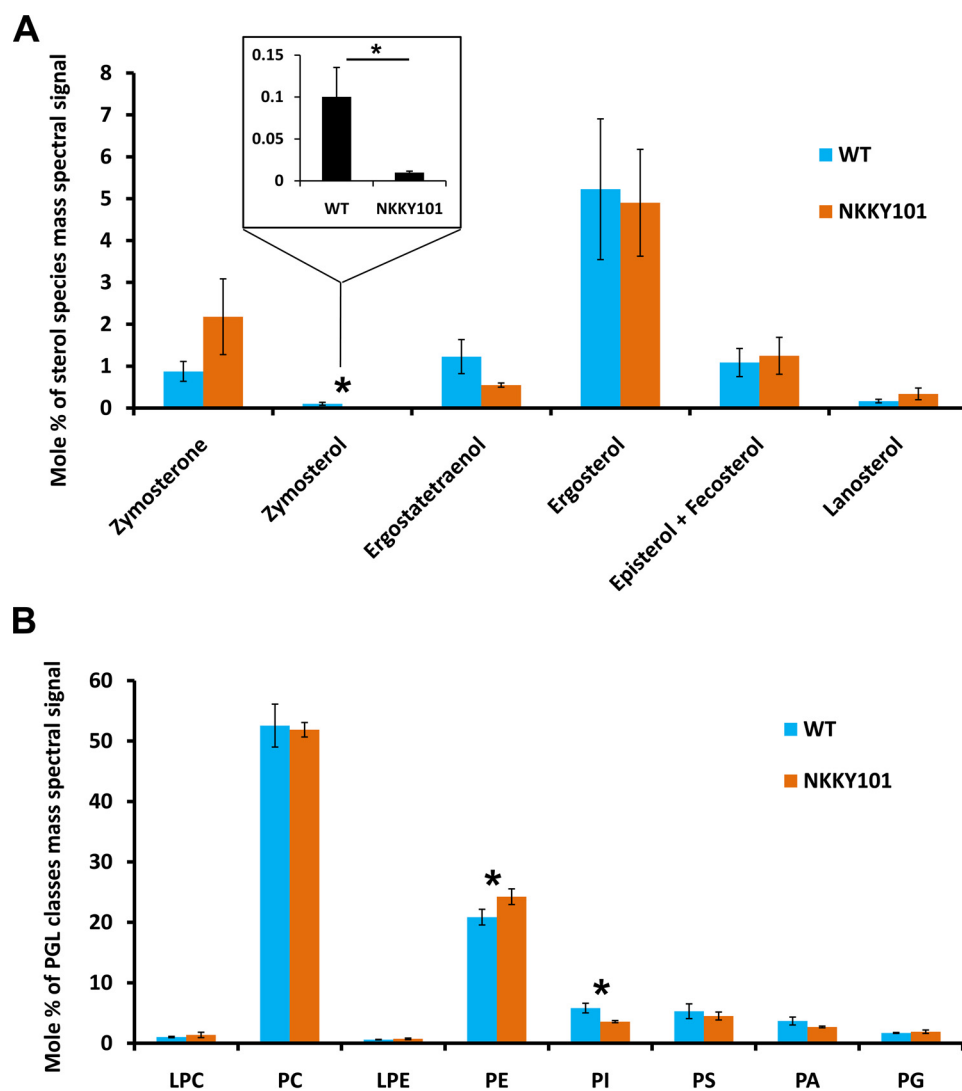 A
Mole % of sterol species mass spectral signal
8
7
6
5
4
3
2
1
0
0.15
0.1
0.05
0
*
WT NKKY101
*
WT
NKKY101
Zymosterone
Zymosterol
Ergostatetraenol
Ergosterol
Episterol + Fecosterol
Lanosterol
B
Mole % of PGL classes mass spectral signal
60
50
40
30
20
10
0
WT
NKKY101
*
*
LPC PC LPE PE PI PS PA PG